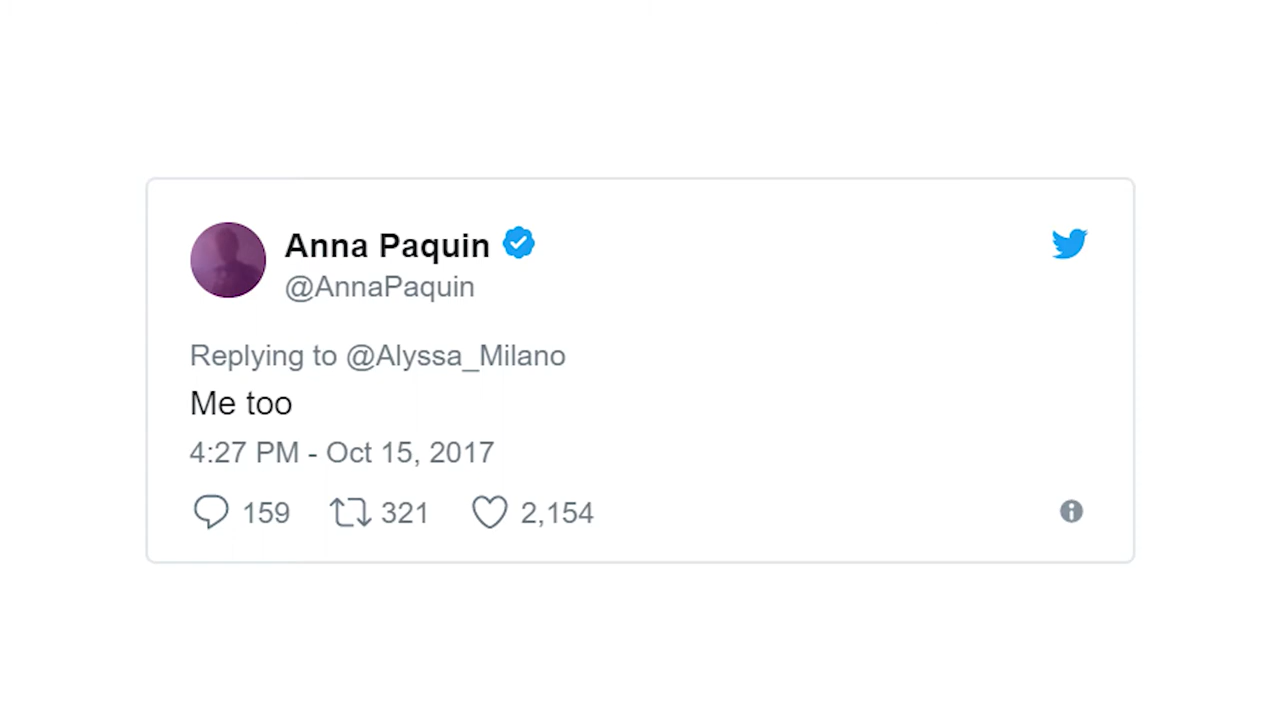 Anna Paquin
@AnnaPaquin
Replying to @Alyssa_Milano
Me too
4:27 PM - Oct 15, 2017
159 321 2,154